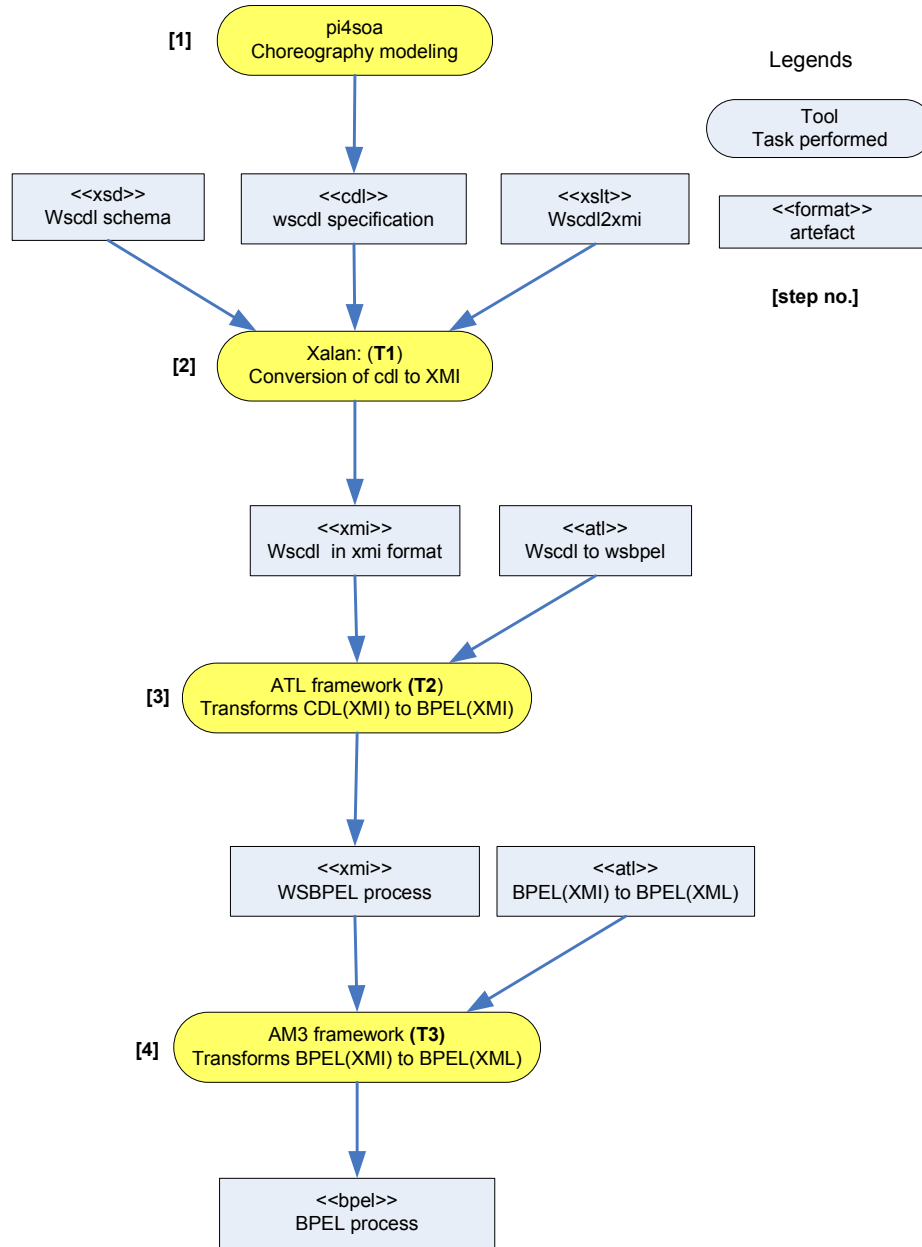 [1]
pi4soa
Choreography modeling
Legends
Tool
Task performed
<<xsd>>
Wscdl schema
<<cdl>>
wscdl specification
<<xslt>>
Wscdl2xmi
<<format>>
artefact
[step no.]
[2]
Xalan: (T1)
Conversion of cdl to XMI
<<xmi>>
Wscdl in xmi format
<<atl>>
Wscdl to wsbpel
[3]
ATL framework (T2)
Transforms CDL(XMI) to BPEL(XMI)
<<xmi>>
WSBPEL process
<<atl>>
BPEL(XMI) to BPEL(XML)
[4]
AM3 framework (T3)
Transforms BPEL(XMI) to BPEL(XML)
<<bpel>>
BPEL process